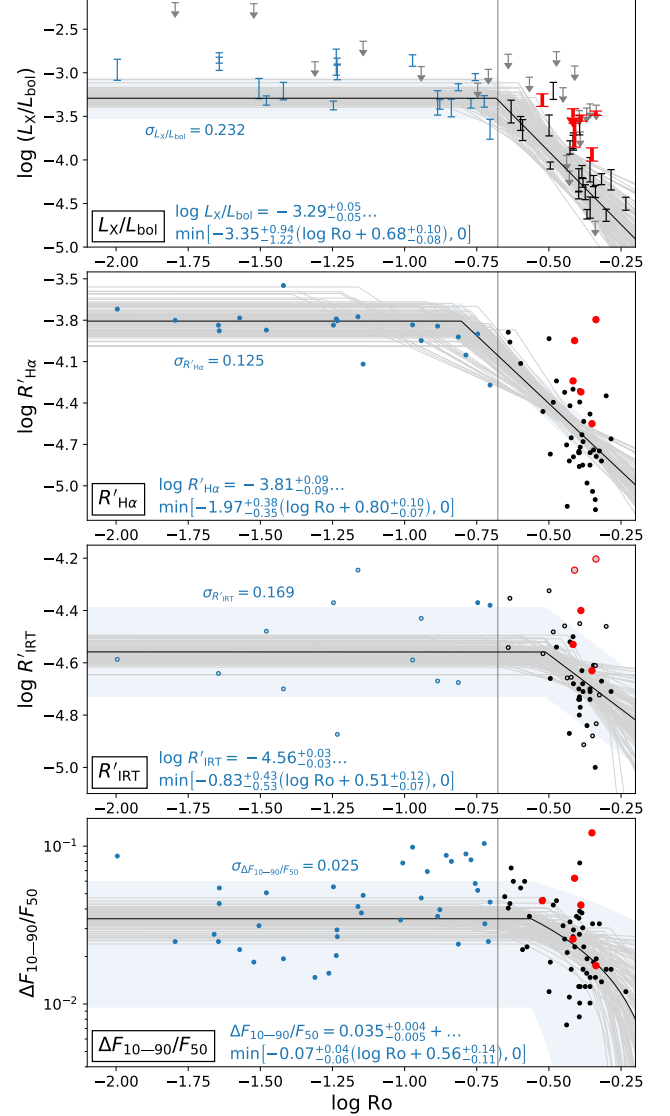 −2.5
−3.0
−3.5
−4.0
−4.5
−5.0
log (L_X/L_bol)
σ_{L_X/L_bol} = 0.232
L_X/L_bol
log L_X/L_bol = −3.29^{+0.05}_{−0.05}...
min[−3.35^{+0.94}_{−1.22}(log Ro + 0.68^{+0.10}_{−0.08}), 0]
−2.00 −1.75 −1.50 −1.25 −1.00 −0.75 −0.50 −0.25 −0.20
−3.5
−3.8
−4.1
−4.4
−4.7
−5.0
log R′_Hα
σ_{R′_Hα} = 0.125
R′_Hα
log R′_Hα = −3.81^{+0.09}_{−0.09}...
min[−1.97^{+0.38}_{−0.35}(log Ro + 0.80^{+0.10}_{−0.07}), 0]
−2.00 −1.75 −1.50 −1.25 −1.00 −0.75 −0.50 −0.25 −0.20
−4.2
−4.4
−4.6
−4.8
−5.0
log R′_IRT
σ_{R′_IRT} = 0.169
R′_IRT
log R′_IRT = −4.56^{+0.03}_{−0.03}...
min[−0.83^{+0.43}_{−0.53}(log Ro + 0.51^{+0.12}_{−0.07}), 0]
−2.00 −1.75 −1.50 −1.25 −1.00 −0.75 −0.50 −0.25 −0.20
10^{−1}
10^{−2}
ΔF_{10—90}/F_{50}
σ_{ΔF_{10—90}/F_{50}} = 0.025
ΔF_{10—90}/F_{50}
ΔF_{10—90}/F_{50} = 0.035^{+0.004}_{−0.005} + ...
min[−0.07^{+0.04}_{−0.06}(log Ro + 0.56^{+0.14}_{−0.11}), 0]
−2.00 −1.75 −1.50 −1.25 −1.00 −0.75 −0.50 −0.25 −0.20
log Ro